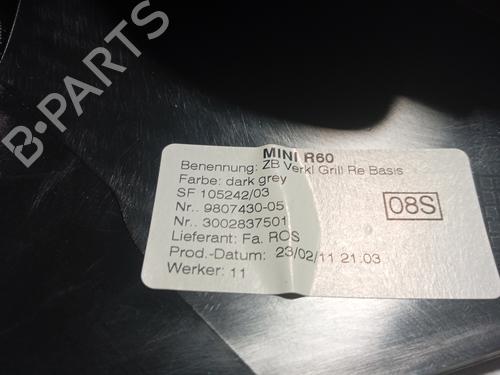 MINI R60
Benennung: ZB Verkl Grill Re Basis
Farbe: dark grey
SF 105242/03
Nr.. 9807430-05
Nr.. 3002837501
Lieferant: Fa. ROS
Prod.-Datum: 23/02/11 21:03
Werker: 11
08S
B-PARTS